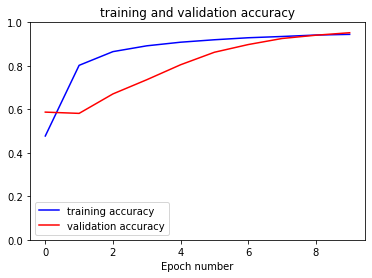 training and validation accuracy
1.0
0.8
0.6
0.4
0.2
0.0
training accuracy
validation accuracy
0 2 4 6 8
Epoch number